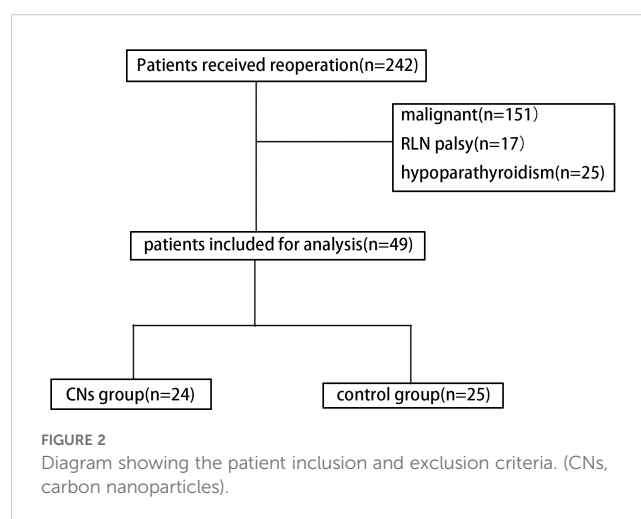 Patients received reoperation(n=242)
malignant(n=151)
RLN palsy(n=17)
hypoparathyroidism(n=25)
patients included for analysis(n=49)
CNs group(n=24)
control group(n=25)
FIGURE 2
Diagram showing the patient inclusion and exclusion criteria. (CNs,
carbon nanoparticles).